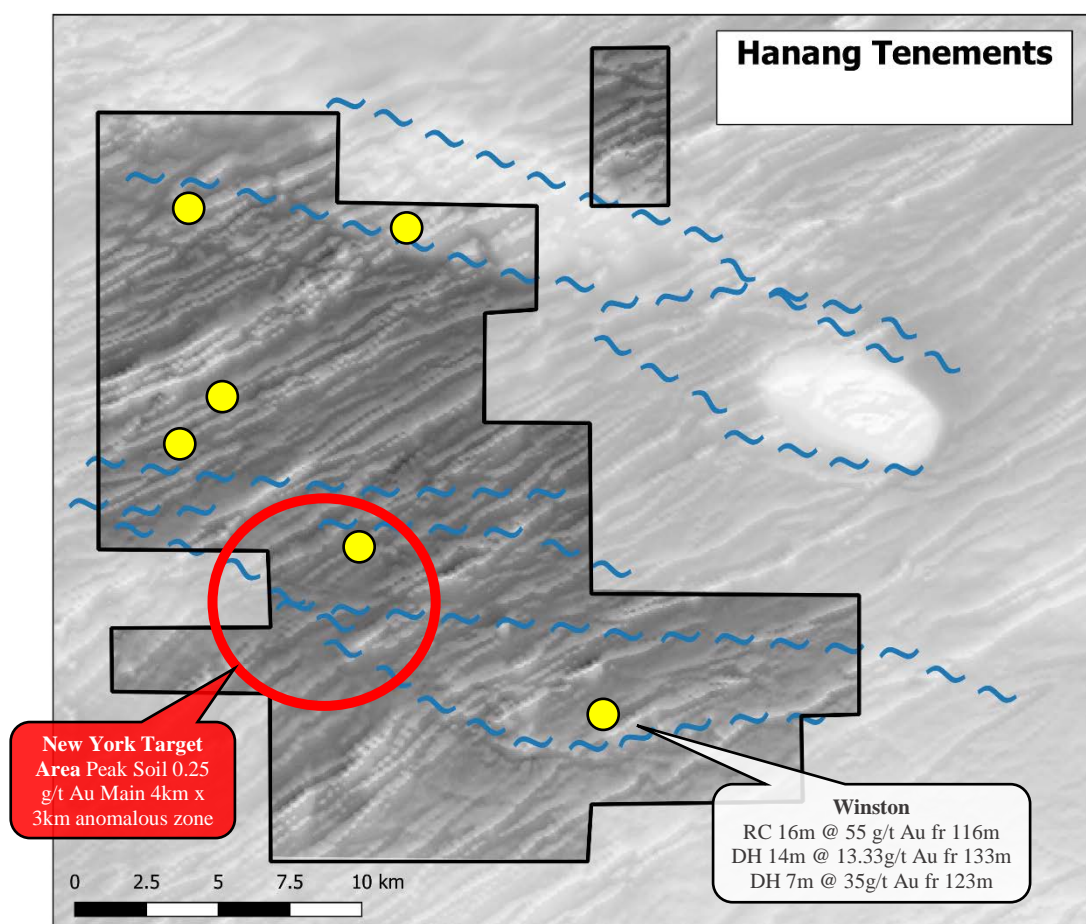 Hanang Tenements
New York Target
Area Peak Soil 0.25
g/t Au Main 4km x
3km anomalous zone
Winston
RC 16m @ 55 g/t Au fr 116m
DH 14m @ 13.33g/t Au fr 133m
DH 7m @ 35g/t Au fr 123m
0 2.5 5 7.5 10 km